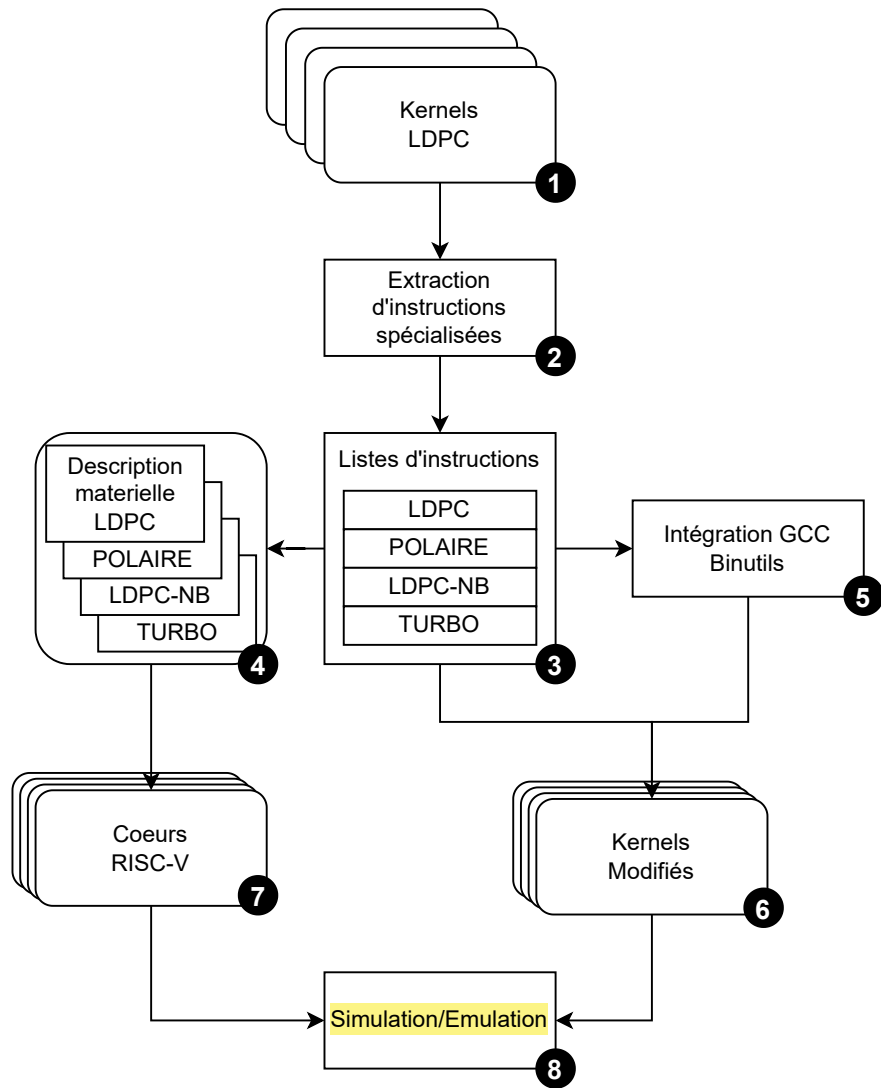 Kernels
LDPC
1
Extraction
d'instructions
spécialisées
2
Listes d'instructions
LDPC
POLAIRE
LDPC-NB
TURBO
3
Description
materielle
LDPC
POLAIRE
LDPC-NB
TURBO
4
Intégration GCC
Binutils
5
Coeurs
RISC-V
7
Kernels
Modifiés
6
Simulation/Emulation
8